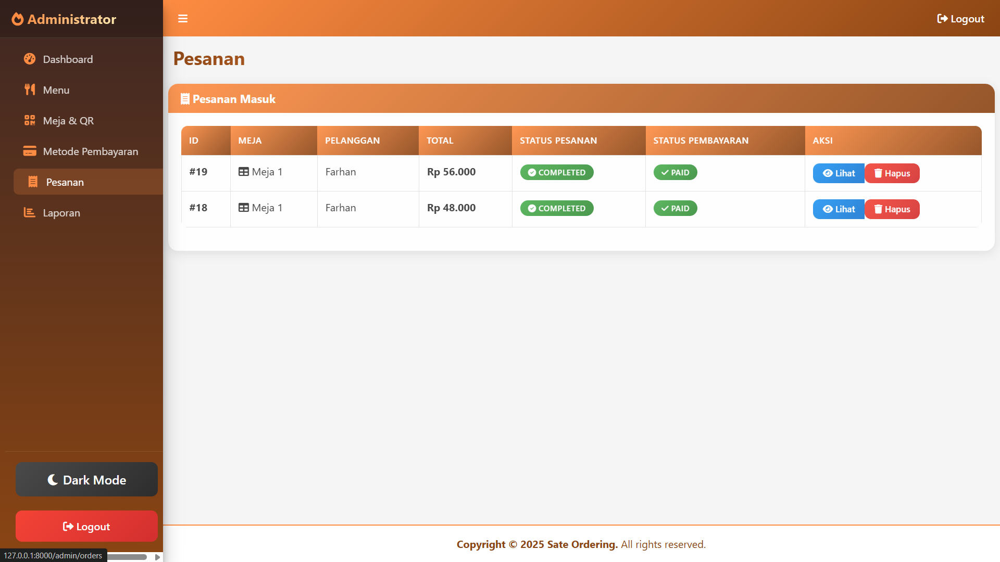 Administrator
Logout
Dashboard
Menu
Meja & QR
Metode Pembayaran
Pesanan
Laporan
Dark Mode
Logout
127.0.0.1:8000/admin/orders
Pesanan
Pesanan Masuk
ID MEJA PELANGGAN TOTAL STATUS PESANAN STATUS PEMBAYARAN AKSI
#19 Meja 1 Farhan Rp 56.000 COMPLETED PAID Lihat Hapus
#18 Meja 1 Farhan Rp 48.000 COMPLETED PAID Lihat Hapus
Copyright © 2025 Sate Ordering. All rights reserved.